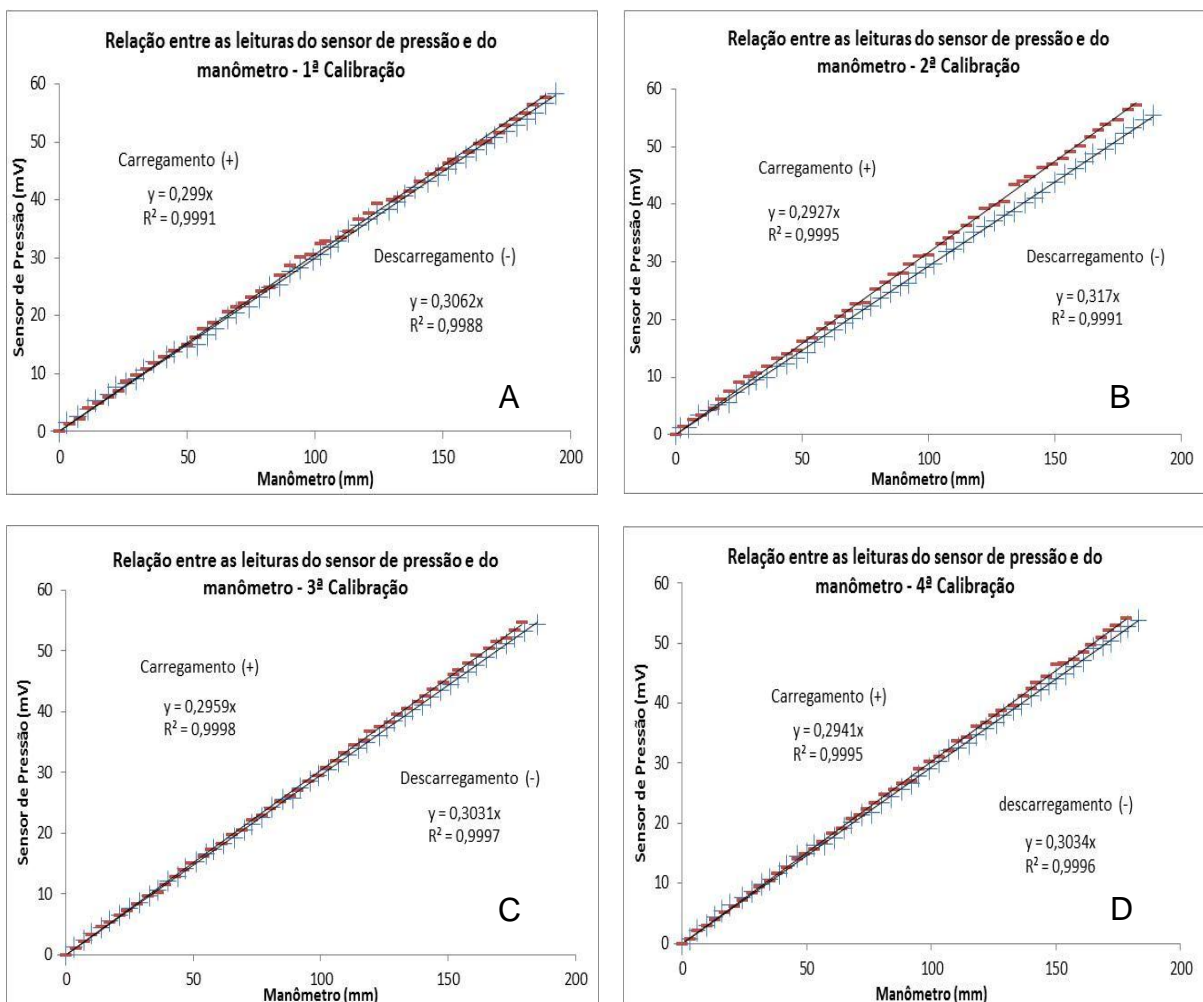 Relação entre as leituras do sensor de pressão e do
manômetro - 1ª Calibração
Sensor de Pressão (mV)
60
50
40
30
20
10
0
Carregamento (+)
y = 0,299x
R² = 0,9991
Descarregamento (-)
y = 0,3062x
R² = 0,9988
A
0 50 100 150 200
Manômetro (mm)
Relação entre as leituras do sensor de pressão e do
manômetro - 2ª Calibração
Sensor de Pressão (mV)
60
50
40
30
20
10
0
Carregamento (+)
y = 0,2927x
R² = 0,9995
Descarregamento (-)
y = 0,317x
R² = 0,9991
B
0 50 100 150 200
Manômetro (mm)
Relação entre as leituras do sensor de pressão e do
manômetro - 3ª Calibração
Sensor de Pressão (mV)
60
50
40
30
20
10
0
Carregamento (+)
y = 0,2959x
R² = 0,9998
Descarregamento (-)
y = 0,3031x
R² = 0,9997
C
0 50 100 150 200
Manômetro (mm)
Relação entre as leituras do sensor de pressão e do
manômetro - 4ª Calibração
Sensor de Pressão (mV)
60
50
40
30
20
10
0
Carregamento (+)
y = 0,2941x
R² = 0,9995
descarregamento (-)
y = 0,3034x
R² = 0,9996
D
0 50 100 150 200
Manômetro (mm)